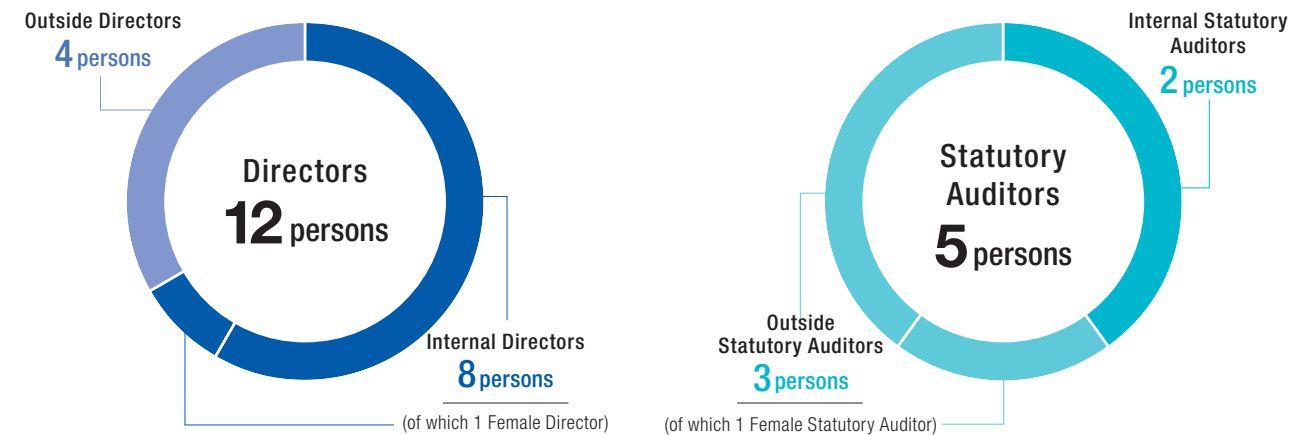 Outside Directors
4 persons
Directors
12 persons
Internal Directors
8 persons
(of which 1 Female Director)
Internal Statutory
Auditors
2 persons
Statutory
Auditors
5 persons
Outside
Statutory Auditors
3 persons
(of which 1 Female Statutory Auditor)